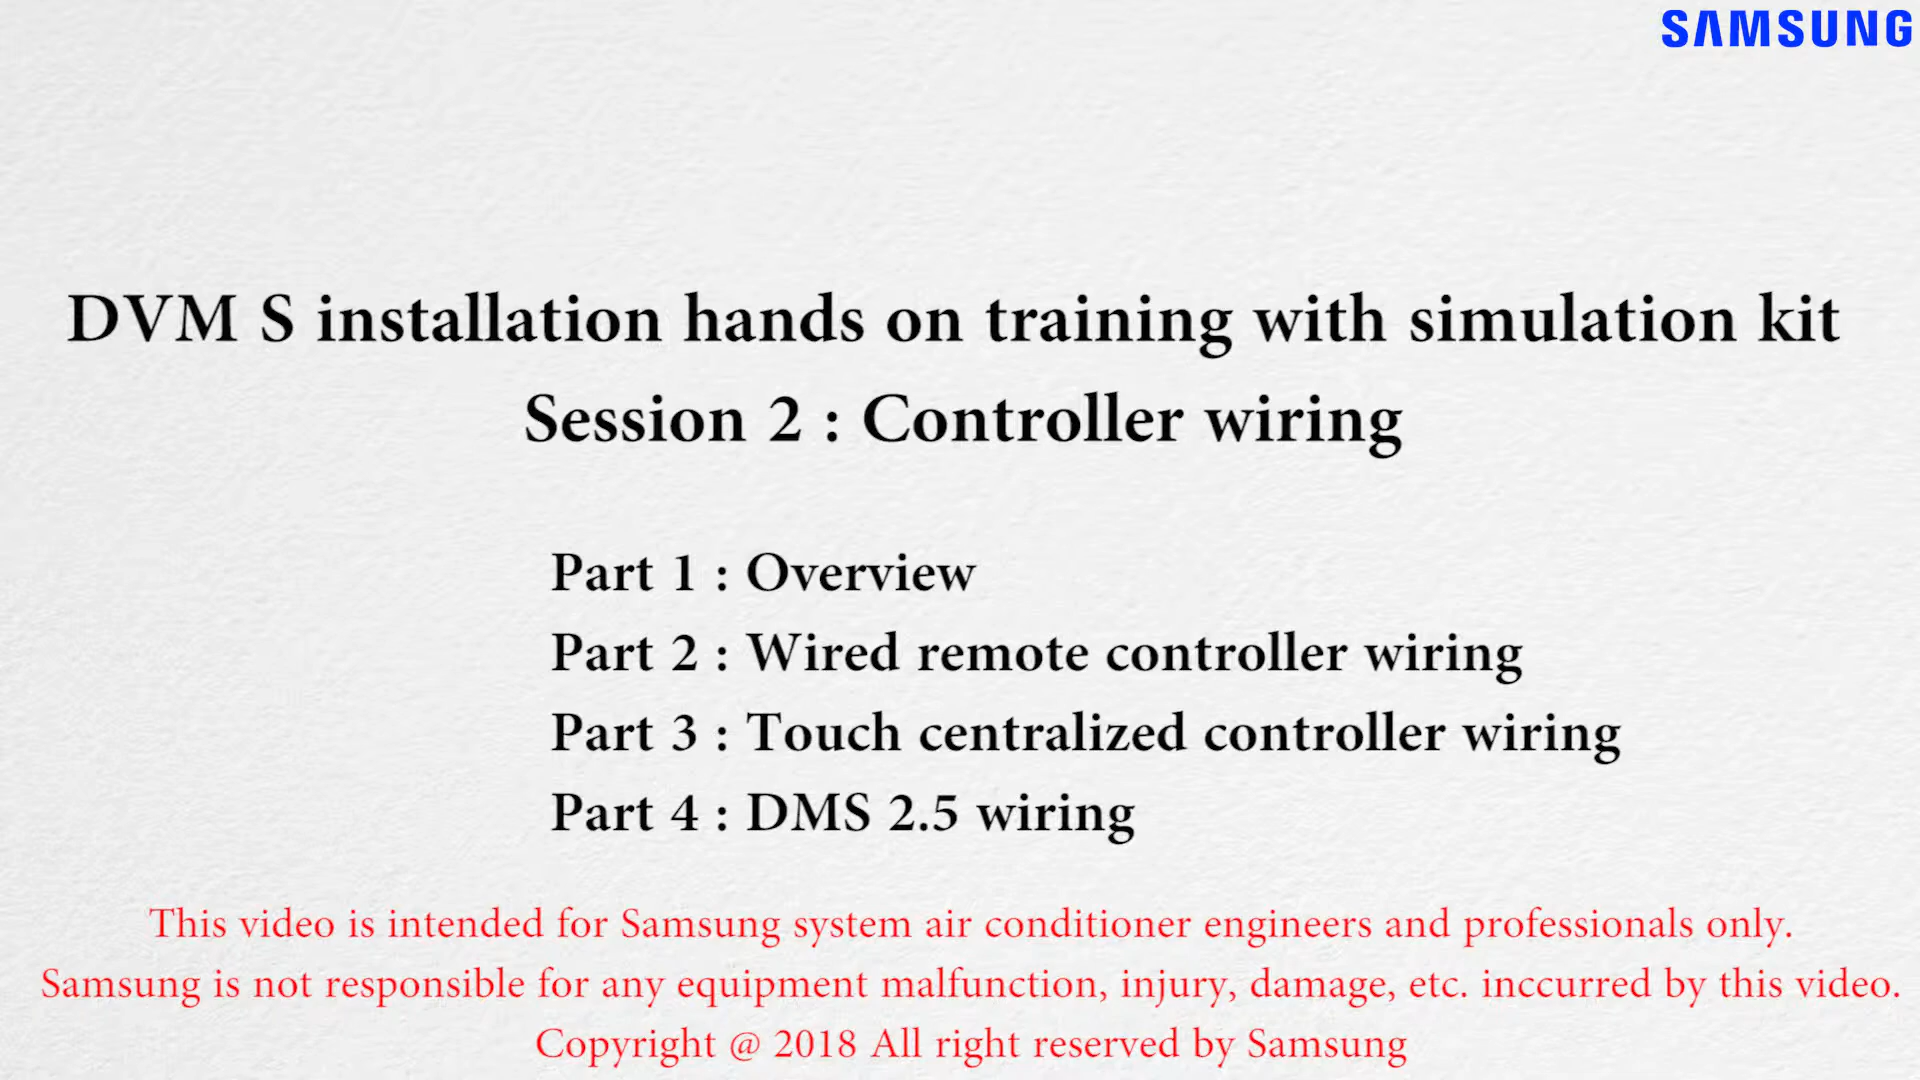 SAMSUNG
DVM S installation hands on training with simulation kit
Session 2 : Controller wiring
Part 1 : Overview
Part 2 : Wired remote controller wiring
Part 3 : Touch centralized controller wiring
Part 4 : DMS 2.5 wiring
This video is intended for Samsung system air conditioner engineers and professionals only.
Samsung is not responsible for any equipment malfunction, injury, damage, etc. inccurred by this video.
Copyright @ 2018 All right reserved by Samsung